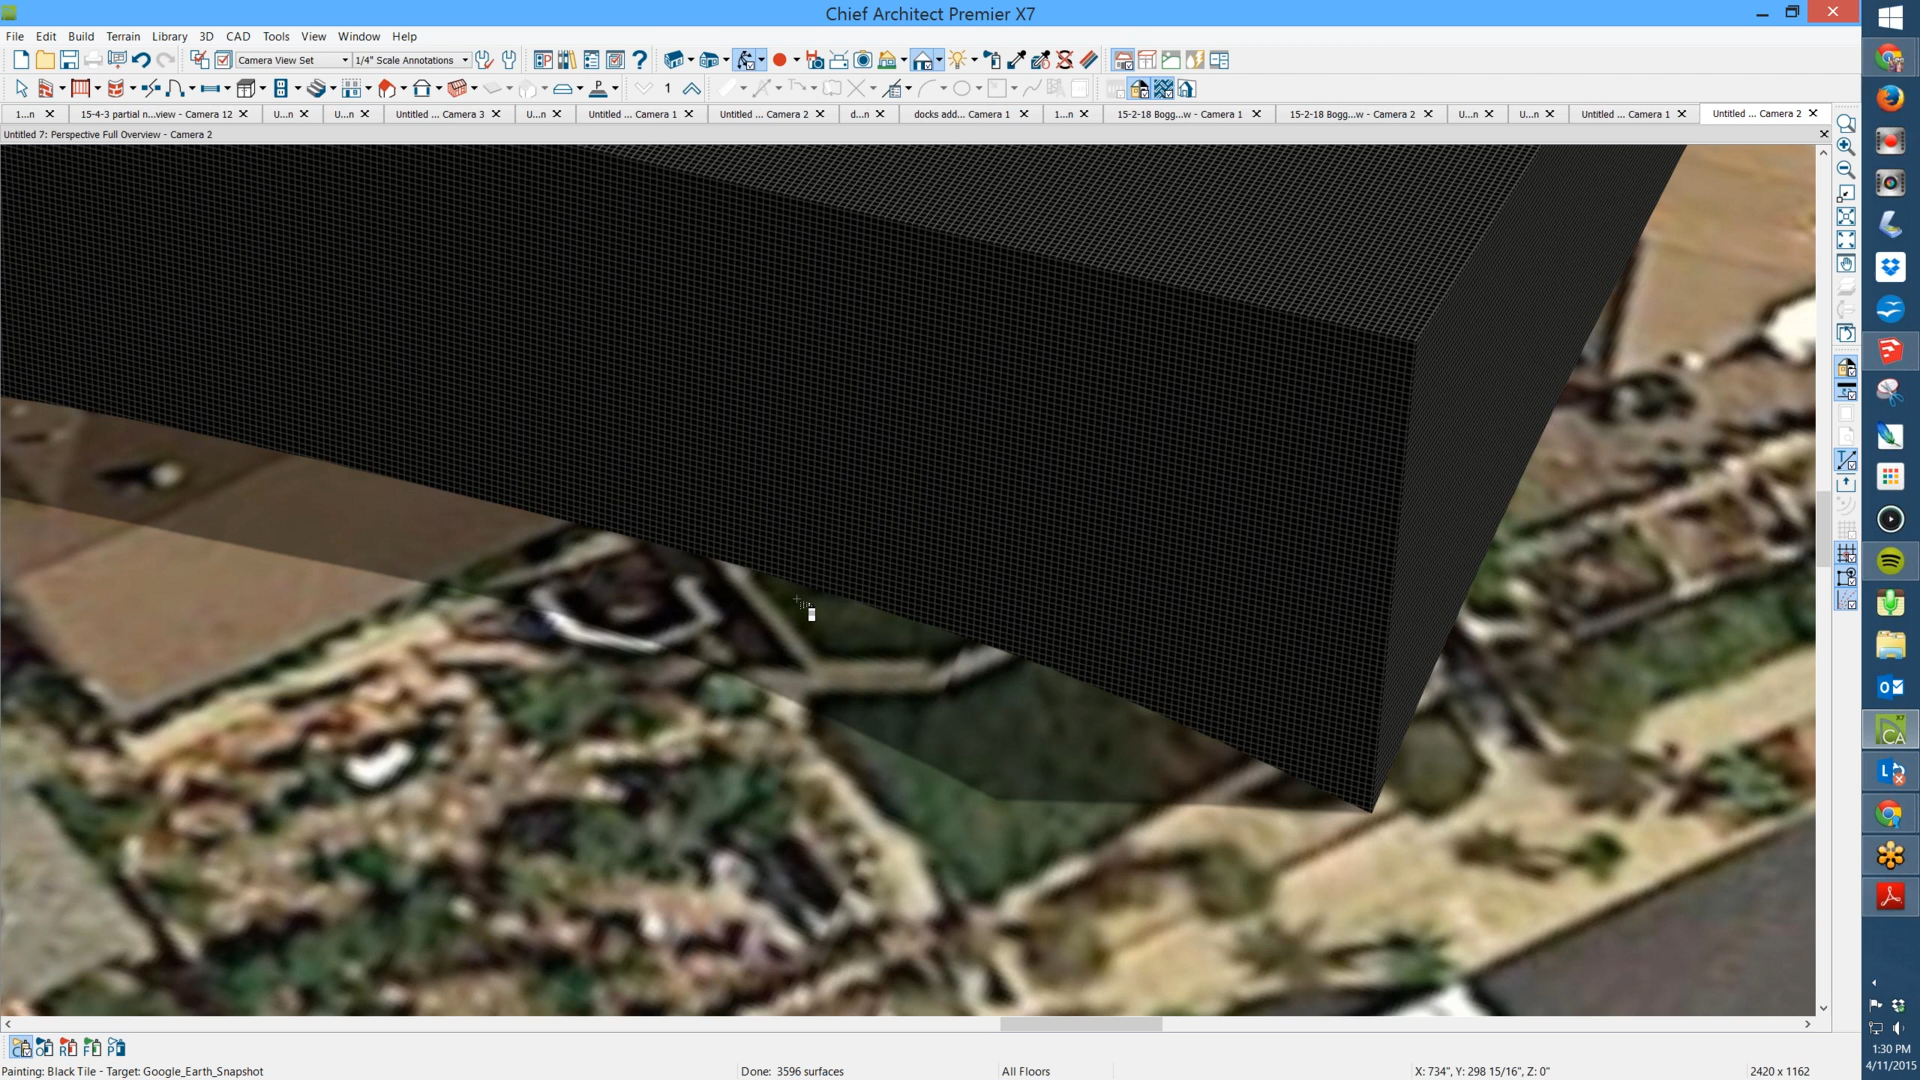 Chief Architect Premier X7
File Edit Build Terrain Library 3D CAD Tools View Window Help
Camera View Set 1/4" Scale Annotations
1
1...n 15-4-3 partial n...view - Camera 12 U...n U...n Untitled ... Camera 3 U...n Untitled ... Camera 1 Untitled ... Camera 2 d...n docks add... Camera 1 1...n 15-2-18 Bogg...w - Camera 1 15-2-18 Bogg...w - Camera 2 U...n U...n Untitled ... Camera 1 Untitled ... Camera 2
Untitled 7: Perspective Full Overview - Camera 2
X7
CA
1:30 PM
4/11/2015
Painting: Black Tile - Target: Google_Earth_Snapshot Done: 3596 surfaces All Floors X: 734", Y: 298 15/16", Z: 0" 2420 x 1162